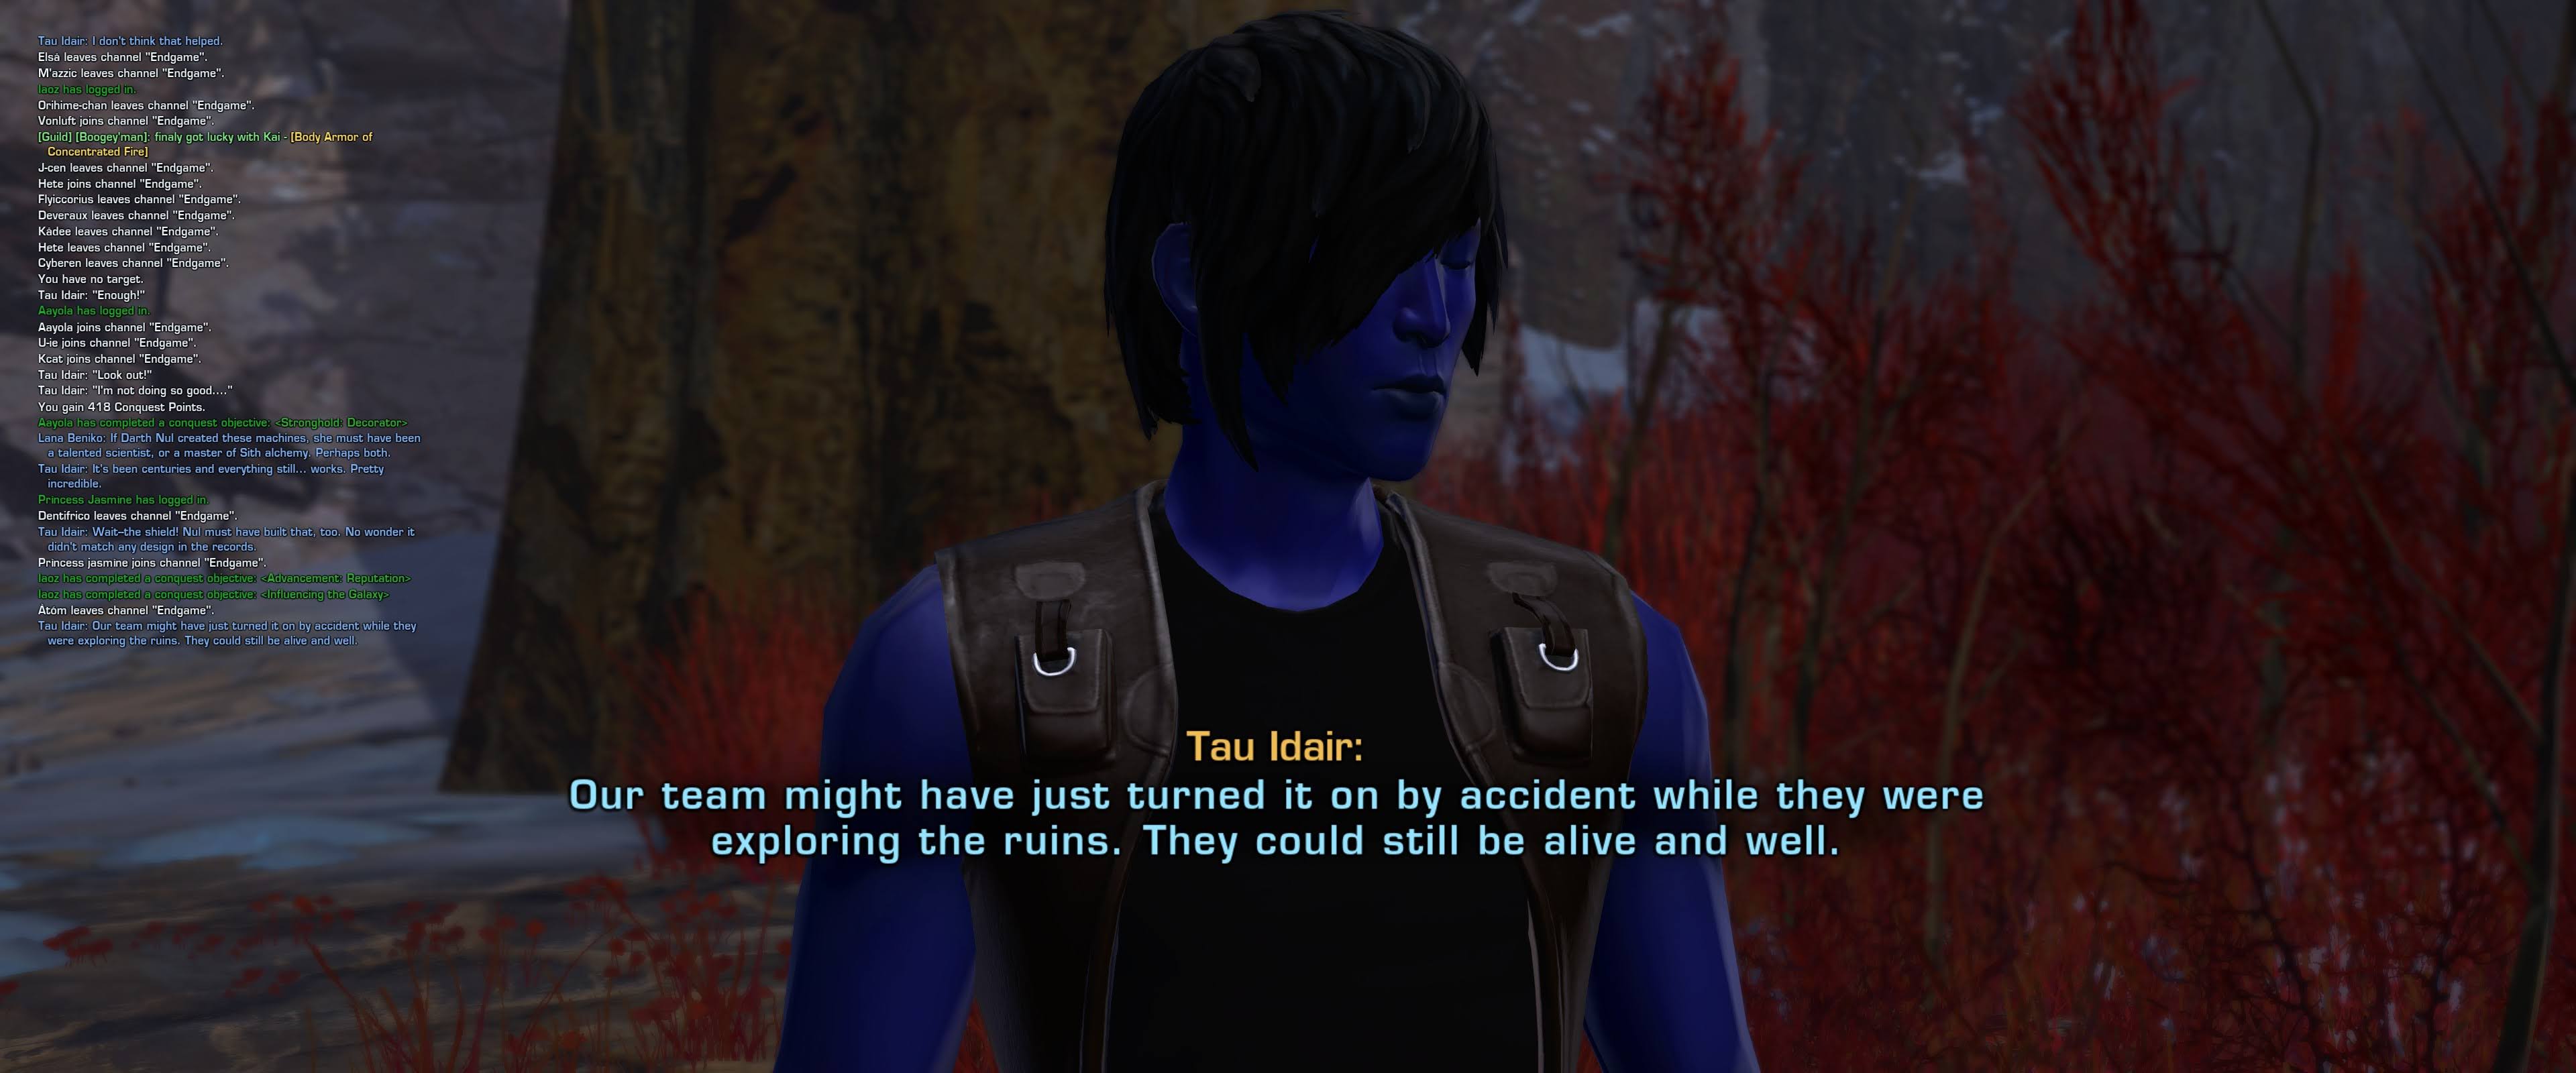 Tau Idair: I don't think that helped.
Elsà leaves channel "Endgame".
M'azzic leaves channel "Endgame".
Iaoz has logged in.
Orihime-chan leaves channel "Endgame".
Vonluft joins channel "Endgame".
[Guild] [Boogey'man]: finaly got lucky with Kai - [Body Armor of
Concentrated Fire]
J-cen leaves channel "Endgame".
Hete joins channel "Endgame".
Flyiccorius leaves channel "Endgame".
Deveraux leaves channel "Endgame".
Kâdee leaves channel "Endgame".
Hete leaves channel "Endgame".
Cyberen leaves channel "Endgame".
You have no target.
Tau Idair: "Enough!"
Aayola has logged in.
Aayola joins channel "Endgame".
U-ie joins channel "Endgame".
Kcat joins channel "Endgame".
Tau Idair: "Look out!"
Tau Idair: "I'm not doing so good...."
You gain 418 Conquest Points.
Aayola has completed a conquest objective: <Stronghold: Decorator>
Lana Beniko: If Darth Nul created these machines, she must have been
a talented scientist, or a master of Sith alchemy. Perhaps both.
Tau Idair: It's been centuries and everything still... works. Pretty
incredible.
Princess Jasmine has logged in.
Dentifrico leaves channel "Endgame".
Tau Idair: Wait–the shield! Nul must have built that, too. No wonder it
didn't match any design in the records.
Princess jasmine joins channel "Endgame".
Iaoz has completed a conquest objective: <Advancement: Reputation>
Iaoz has completed a conquest objective: <Influencing the Galaxy>
Atóm leaves channel "Endgame".
Tau Idair: Our team might have just turned it on by accident while they
were exploring the ruins. They could still be alive and well.
Tau Idair:
Our team might have just turned it on by accident while they were
exploring the ruins. They could still be alive and well.